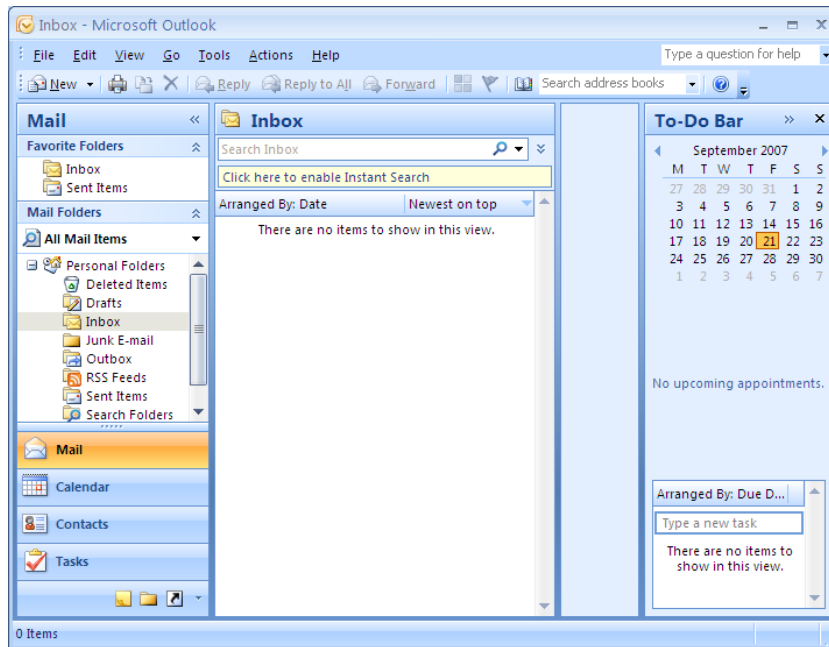 Inbox - Microsoft Outlook
File Edit View Go Tools Actions Help
Type a question for help
New Reply Reply to All Forward Search address books
Mail
Favorite Folders
Inbox
Sent Items
Mail Folders
All Mail Items
Personal Folders
Deleted Items
Drafts
Inbox
Junk E-mail
Outbox
RSS Feeds
Sent Items
Search Folders
Mail
Calendar
Contacts
Tasks
Inbox
Search Inbox
Click here to enable Instant Search
Arranged By: Date Newest on top
There are no items to show in this view.
To-Do Bar
September 2007
M T W T F S S
27 28 29 30 31 1 2
3 4 5 6 7 8 9
10 11 12 13 14 15 16
17 18 19 20 21 22 23
24 25 26 27 28 29 30
1 2 3 4 5 6 7
No upcoming appointments.
Arranged By: Due D...
Type a new task
There are no items to
show in this view.
0 Items